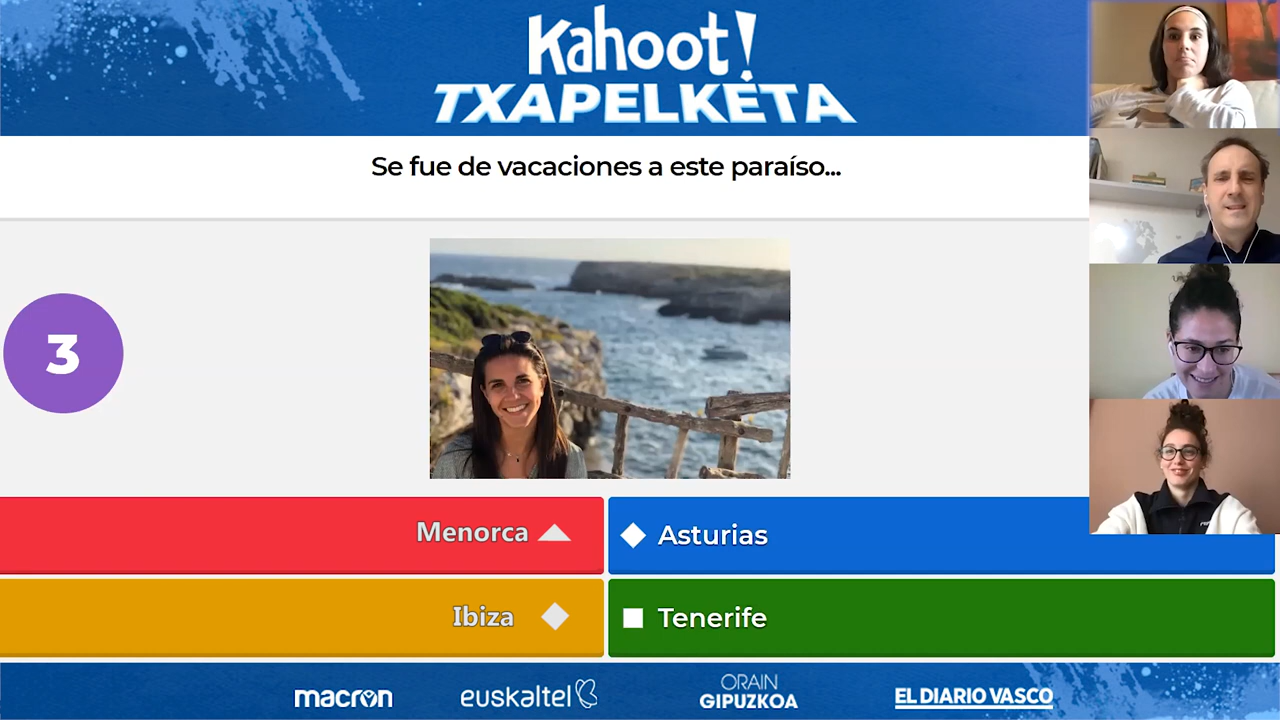 Kahoot!
TXAPELKETA
Se fue de vacaciones a este paraíso...
3
Menorca
Asturias
Ibiza
Tenerife
macron
euskaltel
ORAIN
GIPUZKOA
EL DIARIO VASCO